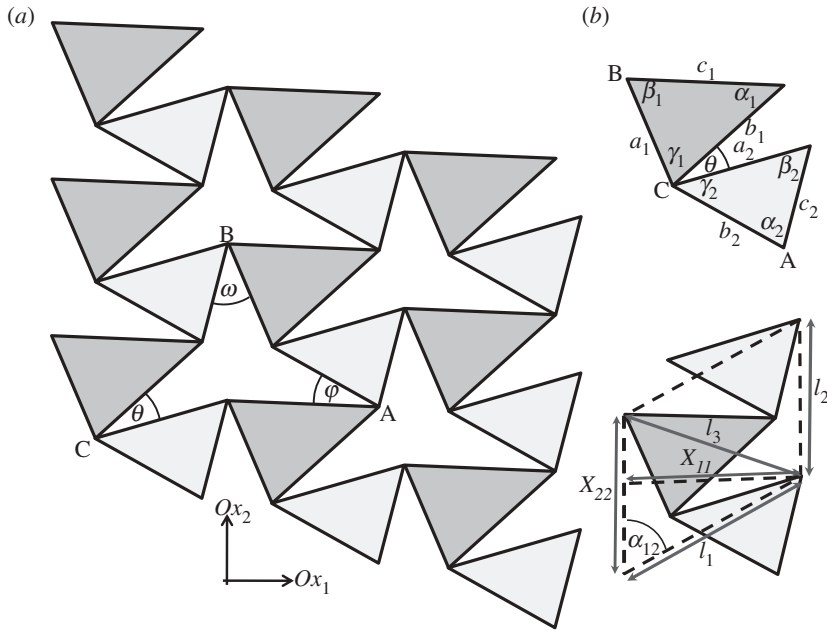 (a)
B
ω
θ
φ
A
C
Ox₂
Ox₁
(b)
B
c₁
β₁
α₁
b₁
a₁
a₂
γ₁
θ
β₂
C
γ₂
c₂
b₂
α₂
A
l₃
l₂
X₁₁
X₂₂
α₁₂
l₁